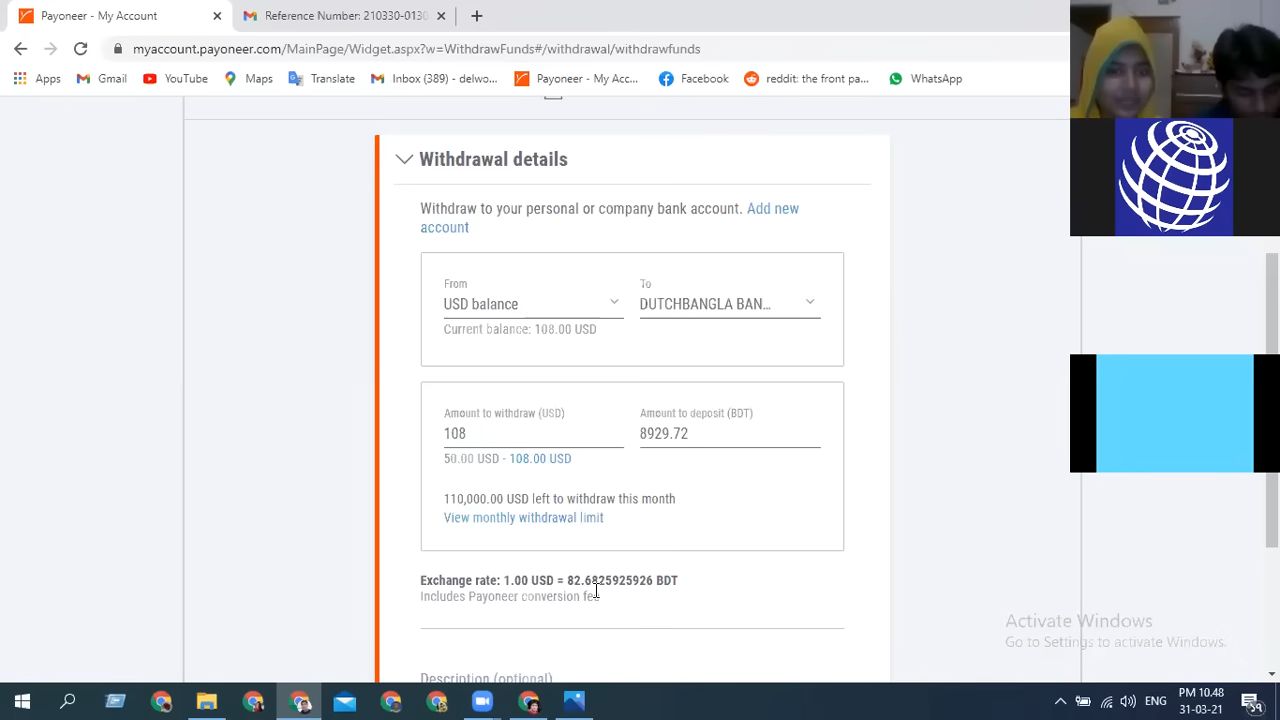 Payoneer - My Account
Reference Number: 210330-0130
myaccount.payoneer.com/MainPage/Widget.aspx?w=WithdrawFunds#/withdrawal/withdrawfunds
Apps Gmail YouTube Maps Translate Inbox (389) - delwo... Payoneer - My Acc... Facebook reddit: the front pa... WhatsApp
Withdrawal details
Withdraw to your personal or company bank account. Add new
account
From To
USD balance DUTCHBANGLA BAN...
Current balance: 108.00 USD
Amount to withdraw (USD) Amount to deposit (BDT)
108 8929.72
50.00 USD - 108.00 USD
110,000.00 USD left to withdraw this month
View monthly withdrawal limit
Exchange rate: 1.00 USD = 82.6825925926 BDT
Includes Payoneer conversion fee
Description (optional)
Activate Windows
Go to Settings to activate Windows.
ENG
PM 10.48
31-03-21